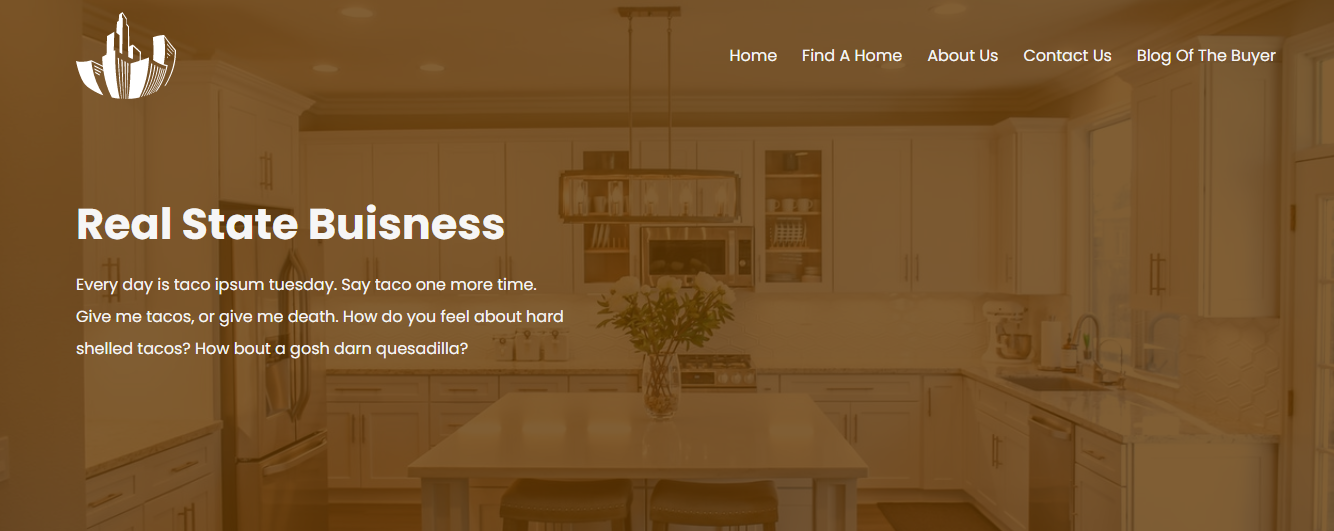 Home Find A Home About Us Contact Us Blog Of The Buyer
Real State Buisness
Every day is taco ipsum tuesday. Say taco one more time.
Give me tacos, or give me death. How do you feel about hard
shelled tacos? How bout a gosh darn quesadilla?